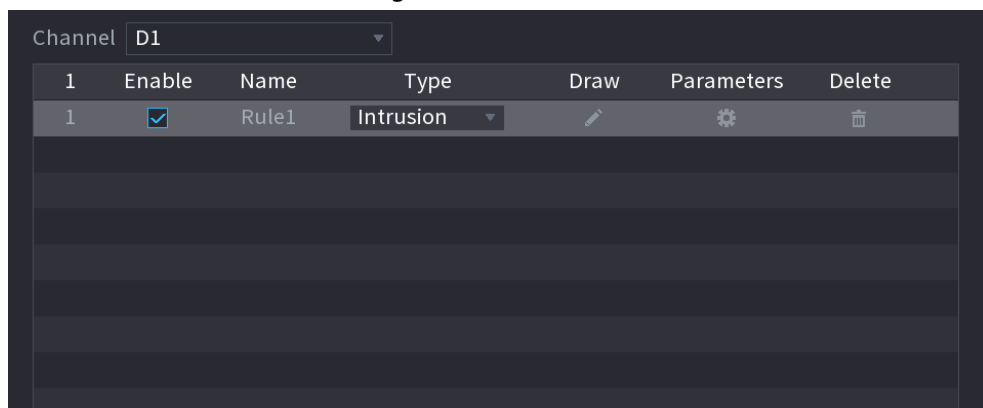 Channel D1
1 Enable Name Type Draw Parameters Delete
1 Rule1 Intrusion